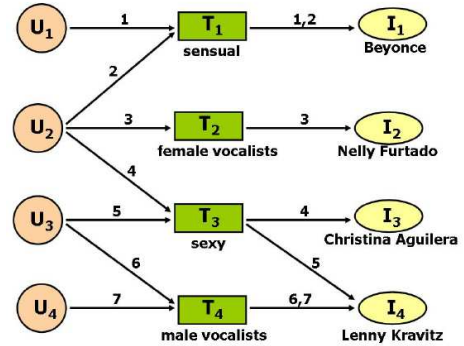 U1 1 T1 1,2 I1
sensual Beyonce
2
U2 3 T2 3 I2
female vocalists Nelly Furtado
4
U3 5 T3 4 I3
sexy Christina Aguilera
6 5
U4 7 T4 6,7 I4
male vocalists Lenny Kravitz